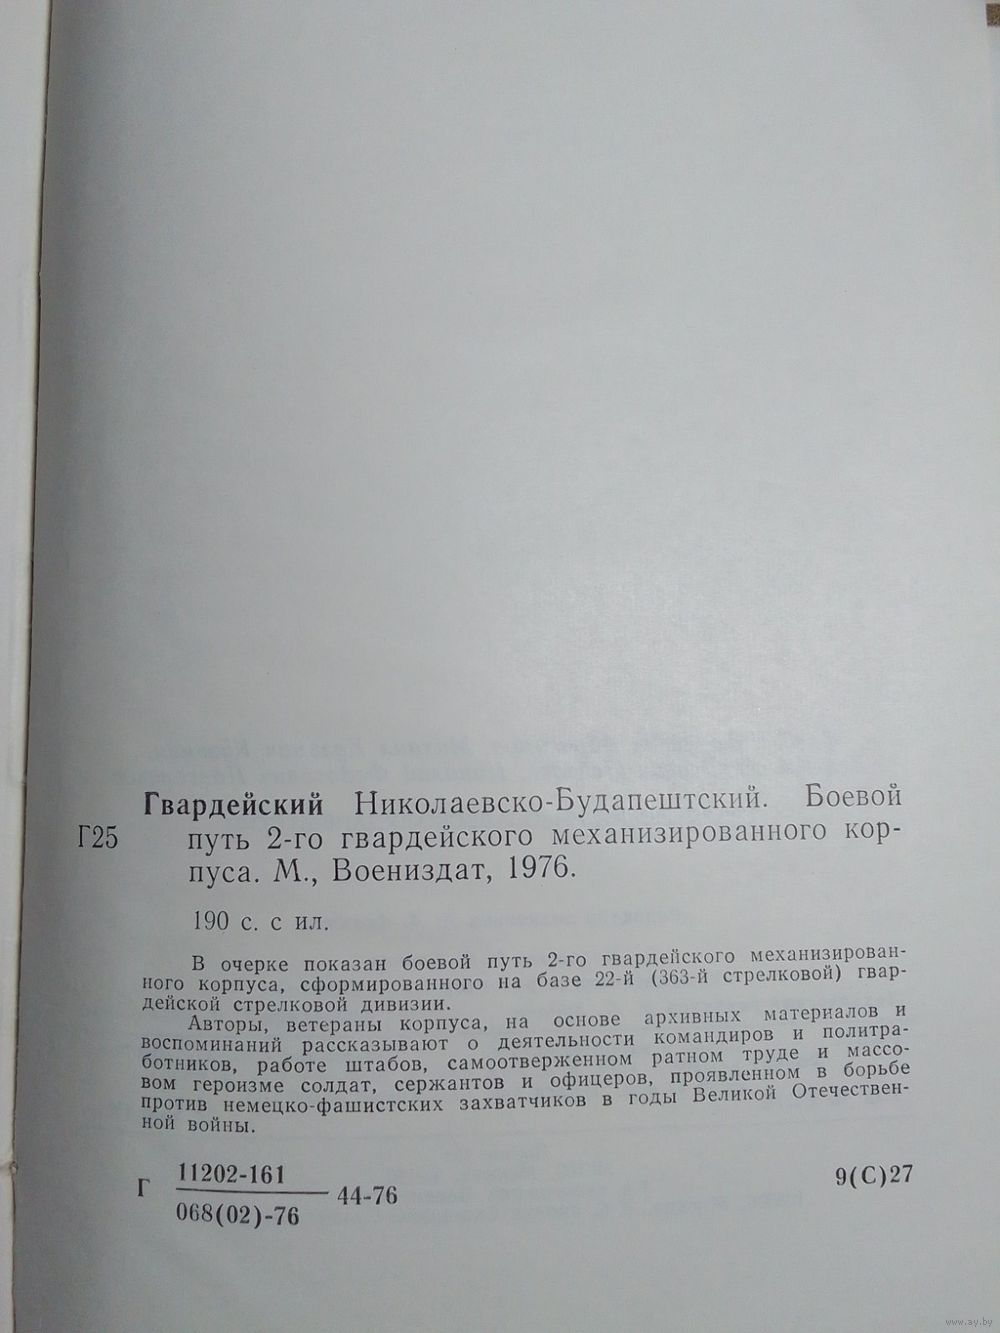 Гвардейский Николаевско-Будапештский. Боевой
Г25 путь 2-го гвардейского механизированного кор-
пуса. М., Воениздат, 1976.
190 с. с ил.
В очерке показан боевой путь 2-го гвардейского механизирован-
ного корпуса, сформированного на базе 22-й (363-й стрелковой) гвар-
дейской стрелковой дивизии.
Авторы, ветераны корпуса, на основе архивных материалов и
воспоминаний рассказывают о деятельности командиров и политра-
ботников, работе штабов, самоотверженном ратном труде и массо-
вом героизме солдат, сержантов и офицеров, проявленном в борьбе
против немецко-фашистских захватчиков в годы Великой Отечествен-
ной войны.
11202-161
Г 44-76 9(С)27
068(02)-76
www.ay.by